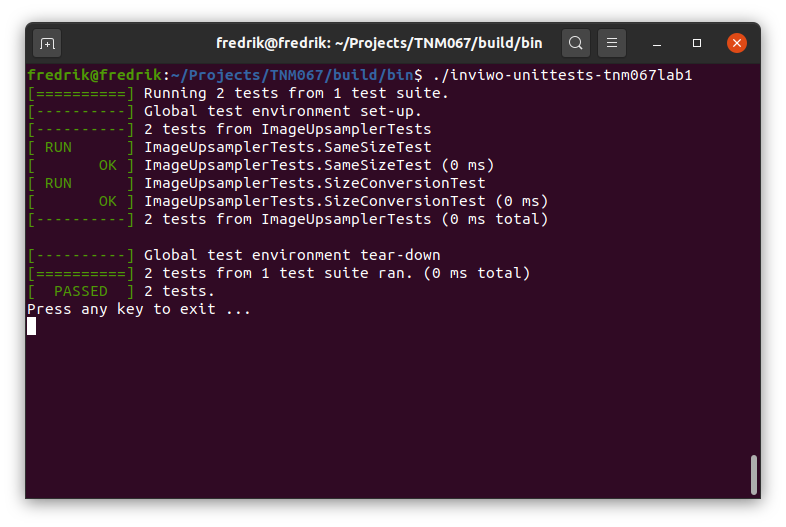 fredrik@fredrik: ~/Projects/TNM067/build/bin
fredrik@fredrik:~/Projects/TNM067/build/bin$ ./inviwo-unittests-tnm067lab1
[==========] Running 2 tests from 1 test suite.
[----------] Global test environment set-up.
[----------] 2 tests from ImageUpsamplerTests
[ RUN      ] ImageUpsamplerTests.SameSizeTest
[       OK ] ImageUpsamplerTests.SameSizeTest (0 ms)
[ RUN      ] ImageUpsamplerTests.SizeConversionTest
[       OK ] ImageUpsamplerTests.SizeConversionTest (0 ms)
[----------] 2 tests from ImageUpsamplerTests (0 ms total)

[----------] Global test environment tear-down
[==========] 2 tests from 1 test suite ran. (0 ms total)
[  PASSED  ] 2 tests.
Press any key to exit ...